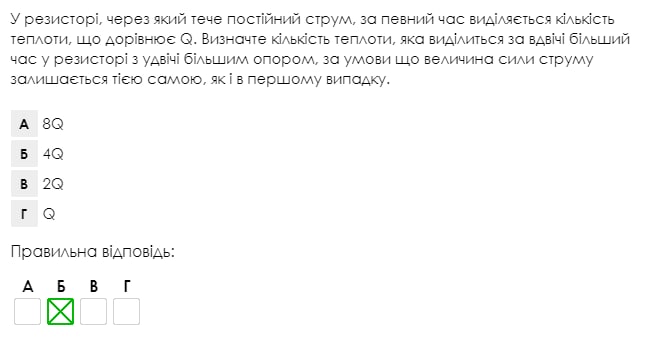 У резисторі, через який тече постійний струм, за певний час виділяється кількість
теплоти, що дорівнює Q. Визначте кількість теплоти, яка виділиться за вдвічі більший
час у резисторі з удвічі більшим опором, за умови що величина сили струму
залишається тією самою, як і в першому випадку.
А 8Q
Б 4Q
В 2Q
Г Q
Правильна відповідь:
А Б В Г